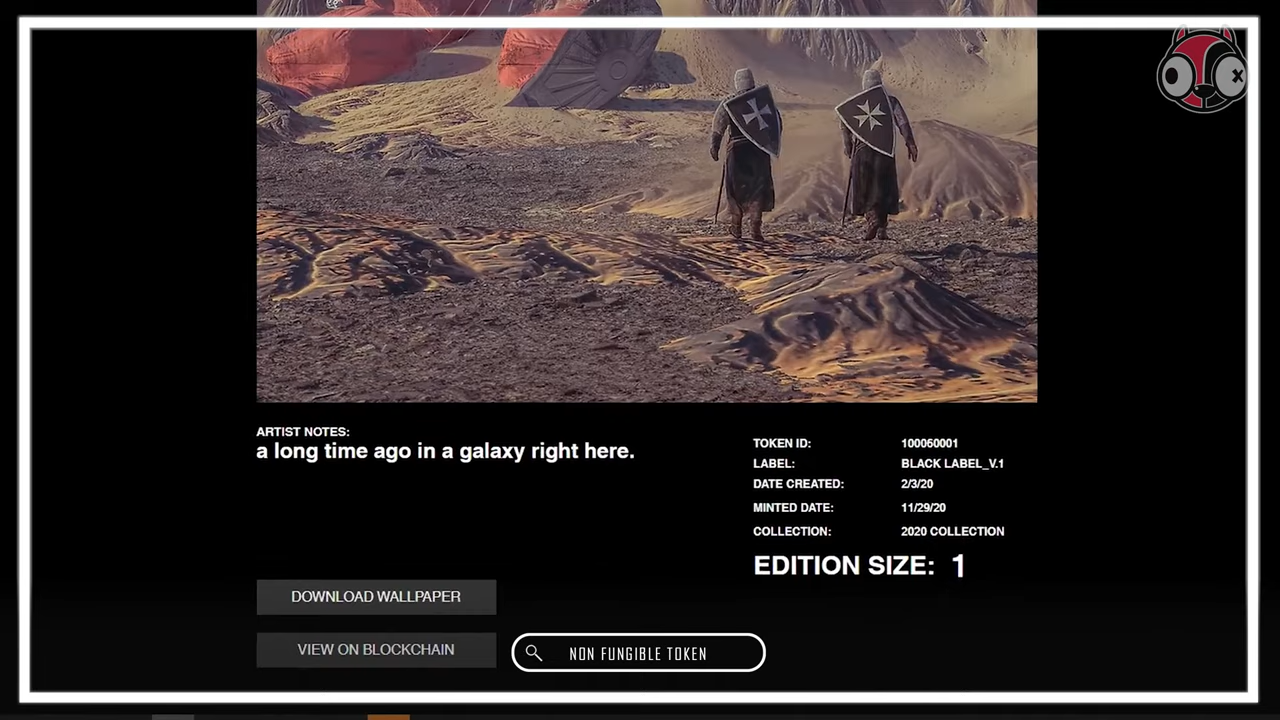 ARTIST NOTES:
a long time ago in a galaxy right here.
TOKEN ID: 100060001
LABEL: BLACK LABEL_V.1
DATE CREATED: 2/3/20
MINTED DATE: 11/29/20
COLLECTION: 2020 COLLECTION
EDITION SIZE: 1
DOWNLOAD WALLPAPER
VIEW ON BLOCKCHAIN
NON FUNGIBLE TOKEN